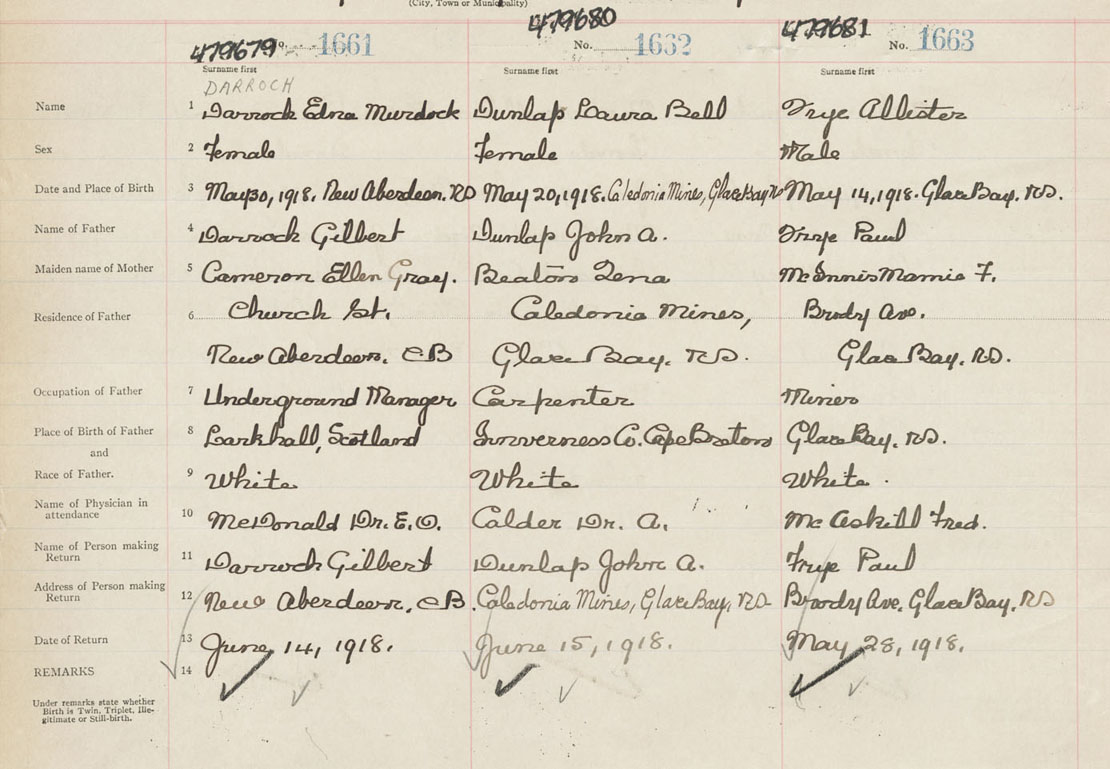 (City, Town or Municipality)
479679 No. 1661 479680 No. 1662 479681 No. 1663
Surname first Surname first Surname first
DARROCH
Name 1 Darrock Edna Murdock Dunlap Laura Bell Frye Allister
Sex 2 Female Female Male
Date and Place of Birth 3 May 30, 1918. New Aberdeen. NS May 20, 1918. Caledonia Mines, Glace Bay NS May 14, 1918. Glace Bay. N.S.
Name of Father 4 Darrock Gilbert Dunlap John A. Frye Paul
Maiden name of Mother 5 Cameron Ellen Gray. Beaton Lena McInnis Mamie F.
Residence of Father 6 Church St. Caledonia Mines, Brody Ave.
New Aberdeen. CB Glace Bay. N.S. Glace Bay. N.S.
Occupation of Father 7 Underground Manager Carpenter Miner
Place of Birth of Father 8 Larkhall, Scotland Inverness Co. Cape Breton Glace Bay. N.S.
and
Race of Father. 9 White White White.
Name of Physician in
attendance 10 McDonald Dr. E. O. Calder Dr. A. McAskill Fred.
Name of Person making
Return 11 Darroch Gilbert Dunlap John A. Frye Paul
Address of Person making
Return 12 New Aberdeen. CB. Caledonia Mines, Glace Bay, N.S. Brody Ave. Glace Bay. N.S.
Date of Return 13 June 14, 1918. June 15, 1918. May 28, 1918.
REMARKS 14
Under remarks state whether
Birth is Twin, Triplet, Ille-
gitimate or Still-birth.